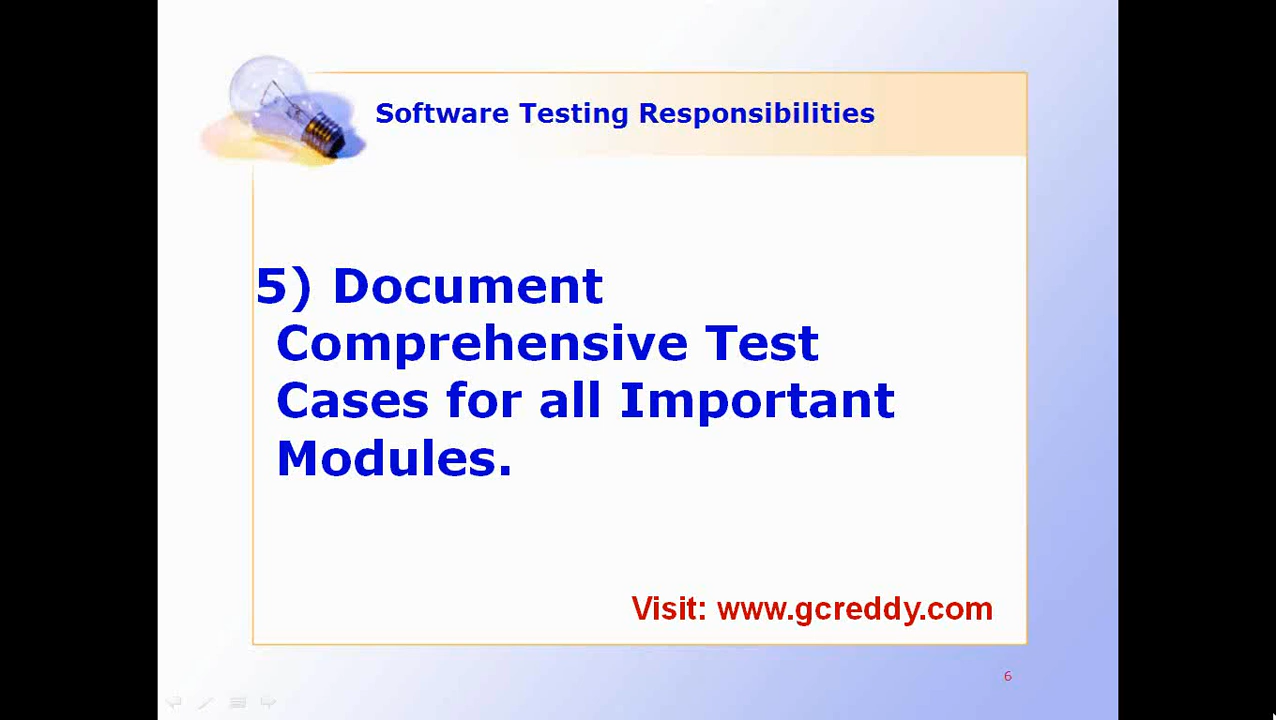 Software Testing Responsibilities
5) Document
Comprehensive Test
Cases for all Important
Modules.
Visit: www.gcreddy.com
6